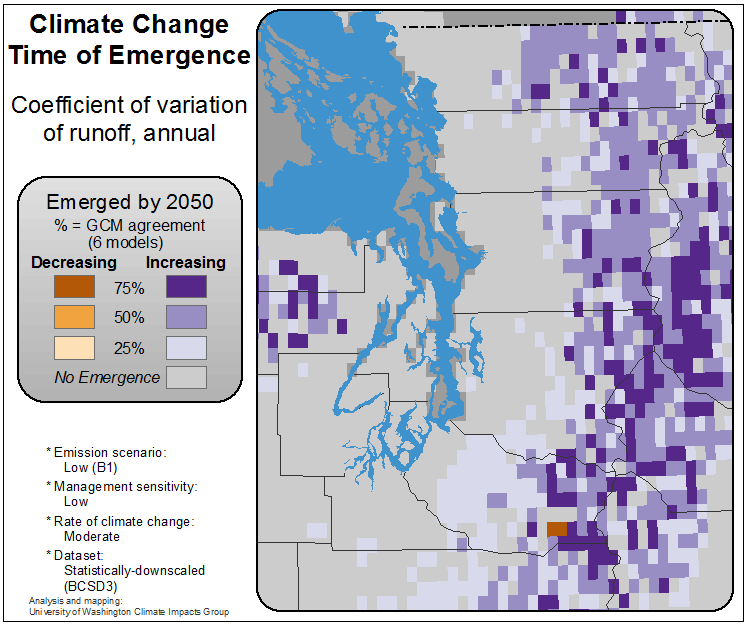 Climate Change
Time of Emergence
Coefficient of variation
of runoff, annual
Emerged by 2050
% = GCM agreement
(6 models)
Decreasing Increasing
75%
50%
25%
No Emergence
* Emission scenario:
Low (B1)
* Management sensitivity:
Low
* Rate of climate change:
Moderate
* Dataset:
Statistically-downscaled
(BCSD3)
Analysis and mapping:
University of Washington Climate Impacts Group